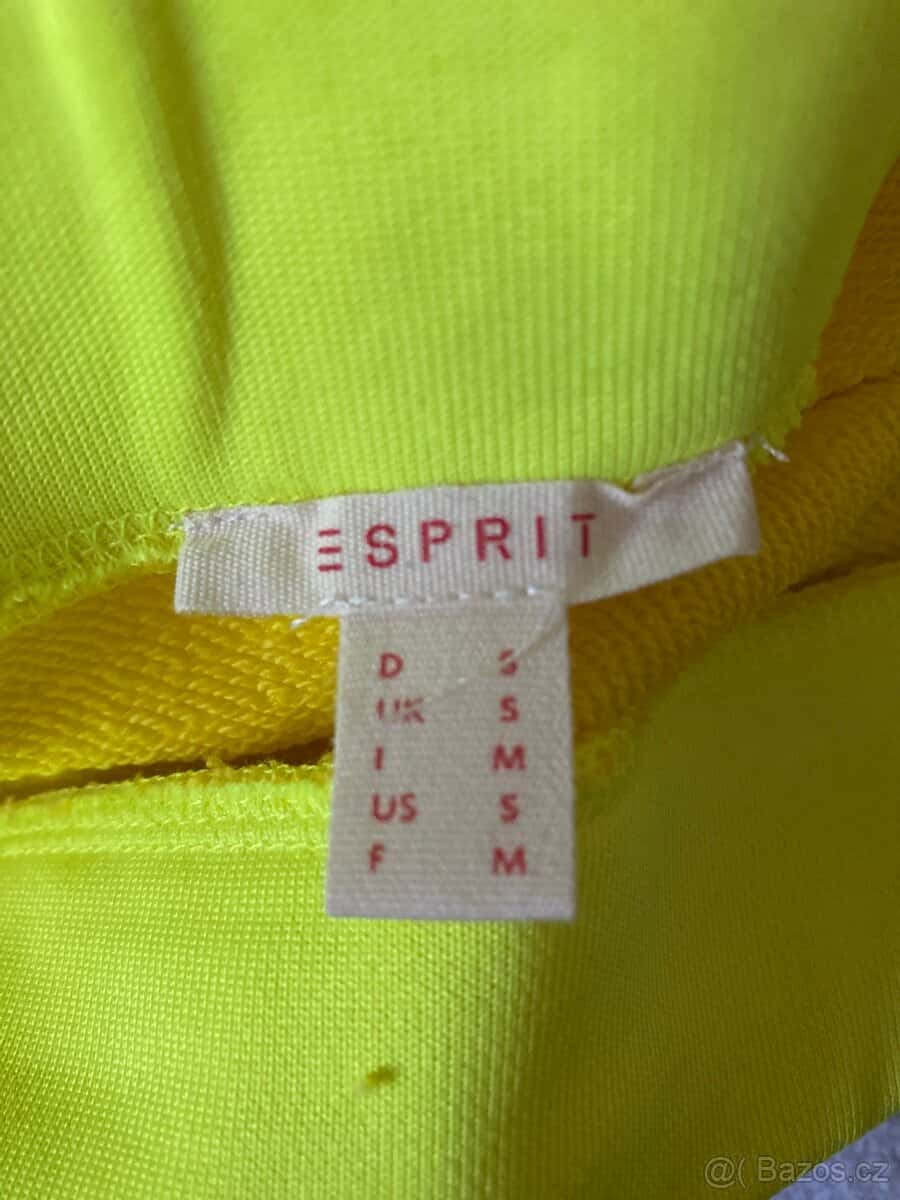 ESPRIT
D S
UK S
I M
US S
F M
@( Bazos.cz